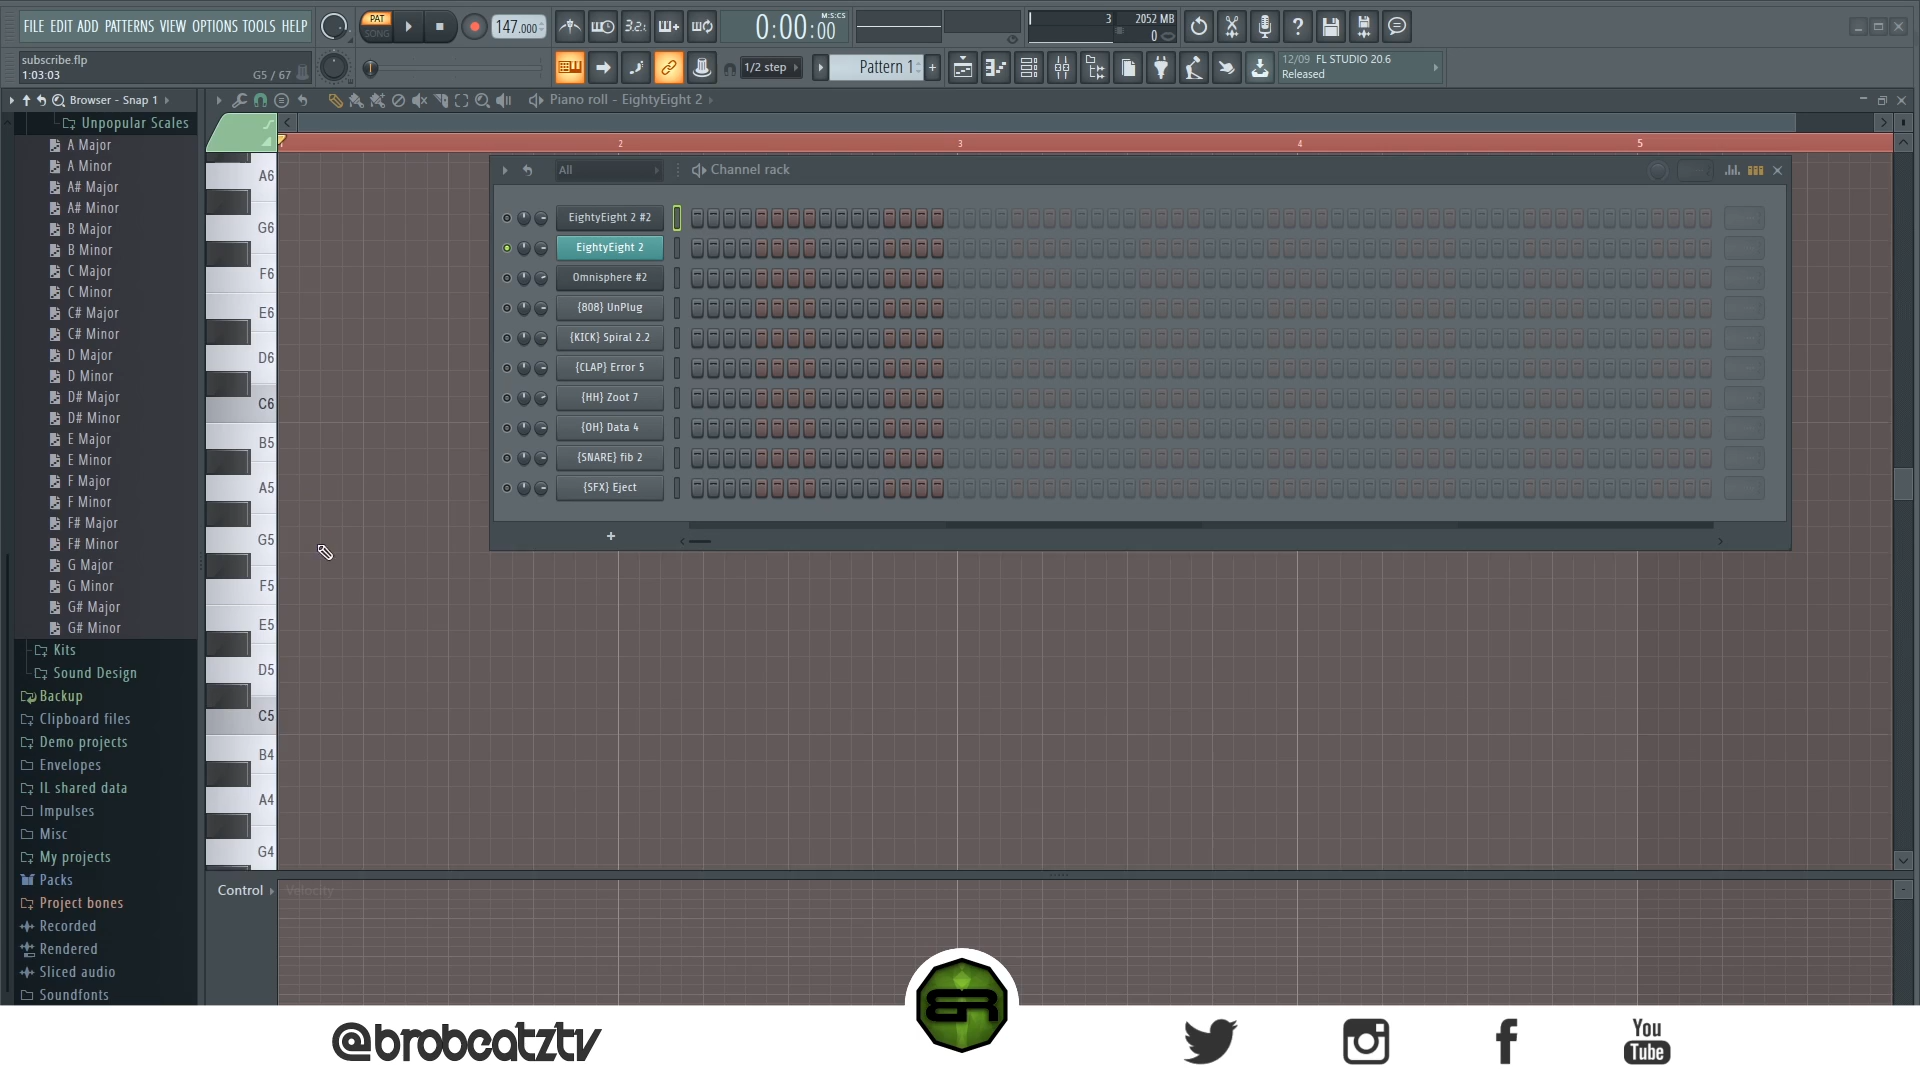 FILE EDIT ADD PATTERNS VIEW OPTIONS TOOLS HELP
PAT
SONG
147.000
3.2.
0:00:00
M:S:CS
3
2052 MB
0
subscribe.flp
1:03:03
G5 / 67
1/2 step
Pattern 1
+
12/09 FL STUDIO 20.6
Released
Browser - Snap 1
Piano roll - EightyEight 2
Unpopular Scales
A Major
A Minor
A# Major
A# Minor
B Major
B Minor
C Major
C Minor
C# Major
C# Minor
D Major
D Minor
D# Major
D# Minor
E Major
E Minor
F Major
F Minor
F# Major
F# Minor
G Major
G Minor
G# Major
G# Minor
Kits
Sound Design
Backup
Clipboard files
Demo projects
Envelopes
IL shared data
Impulses
Misc
My projects
Packs
Project bones
Recorded
Rendered
Sliced audio
Soundfonts
2
3
4
5
A6
G6
F6
E6
D6
C6
B5
A5
G5
F5
E5
D5
C5
B4
A4
G4
All
Channel rack
EightyEight 2 #2
EightyEight 2
Omnisphere #2
{808} UnPlug
{KICK} Spiral 2.2
{CLAP} Error 5
{HH} Zoot 7
{OH} Data 4
{SNARE} fib 2
{SFX} Eject
+
Control
Velocity
@brobeatztv
BR
You
Tube